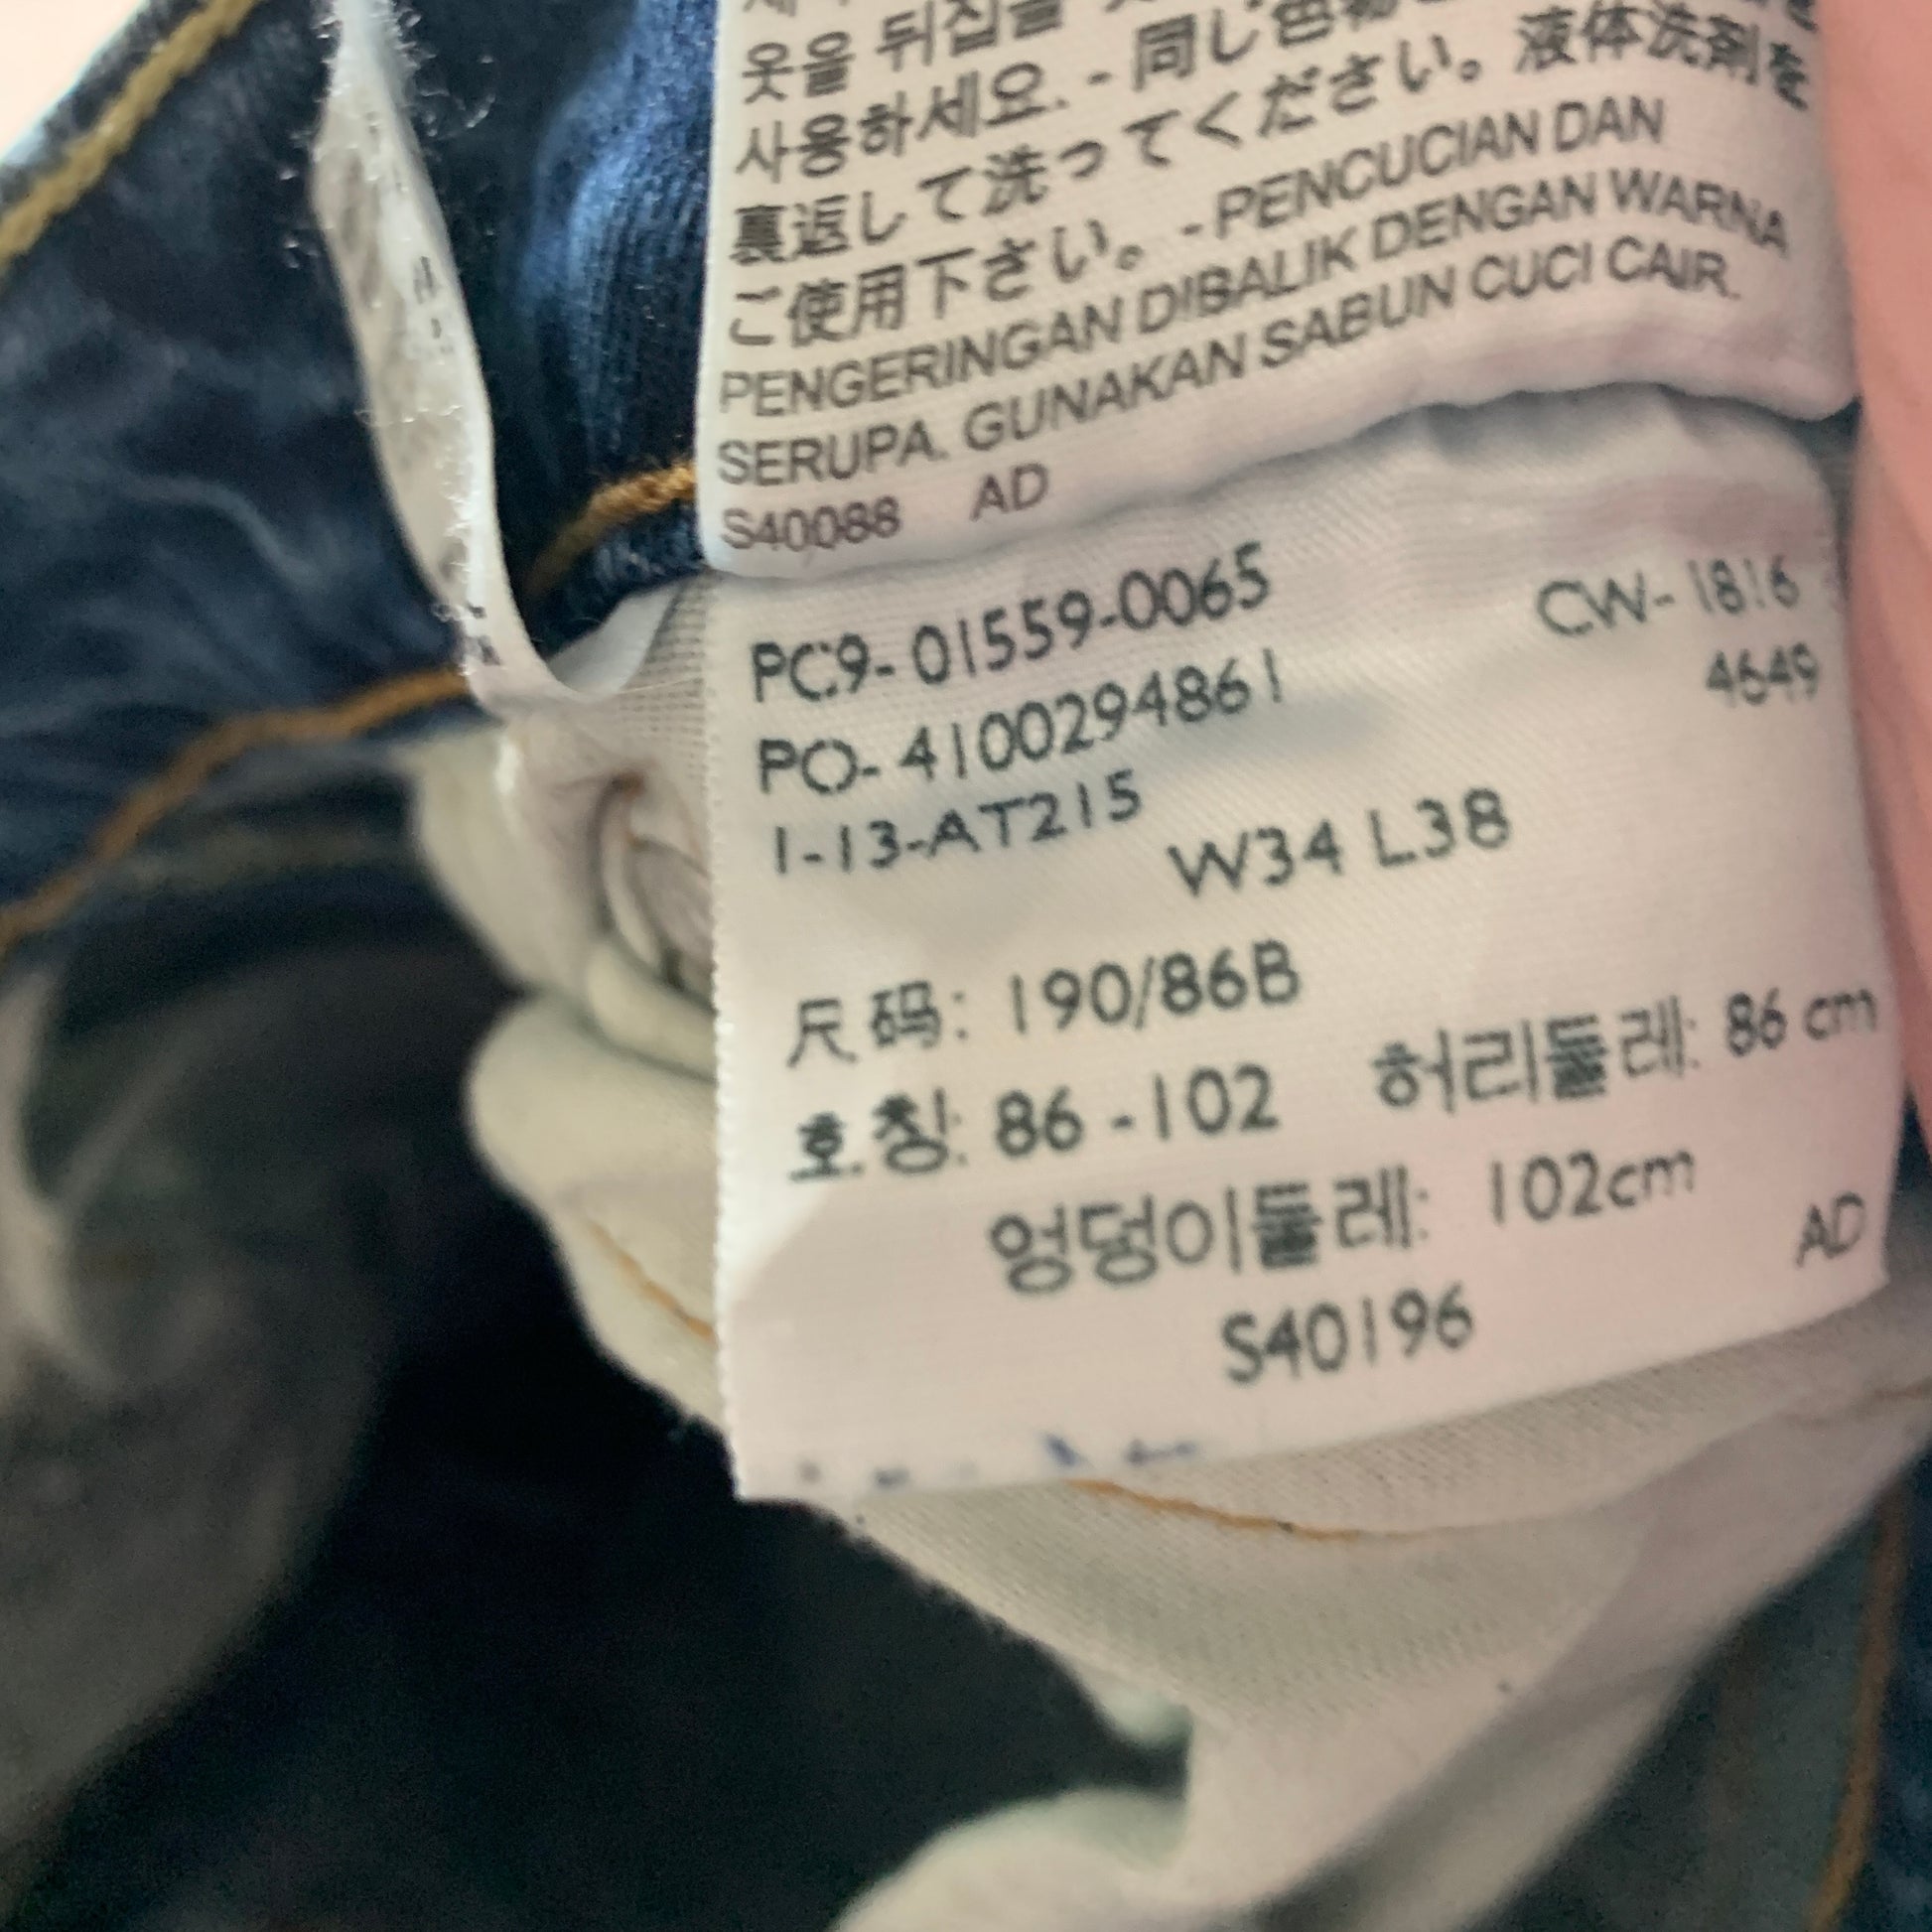 옷을 뒤집을
사용하세요. - 同じ色物
裏返して洗ってください。液体洗剤を
ご使用下さい。 - PENCUCIAN DAN
PENGERINGAN DIBALIK DENGAN WARNA
SERUPA. GUNAKAN SABUN CUCI CAIR.
S40088 AD
PC9- 01559-0065 CW- 1816
PO- 4100294861 4649
1-13-AT215
W34 L38
尺码: 190/86B
호칭: 86 -102 허리둘레: 86 cm
엉덩이둘레: 102cm
AD
S40196